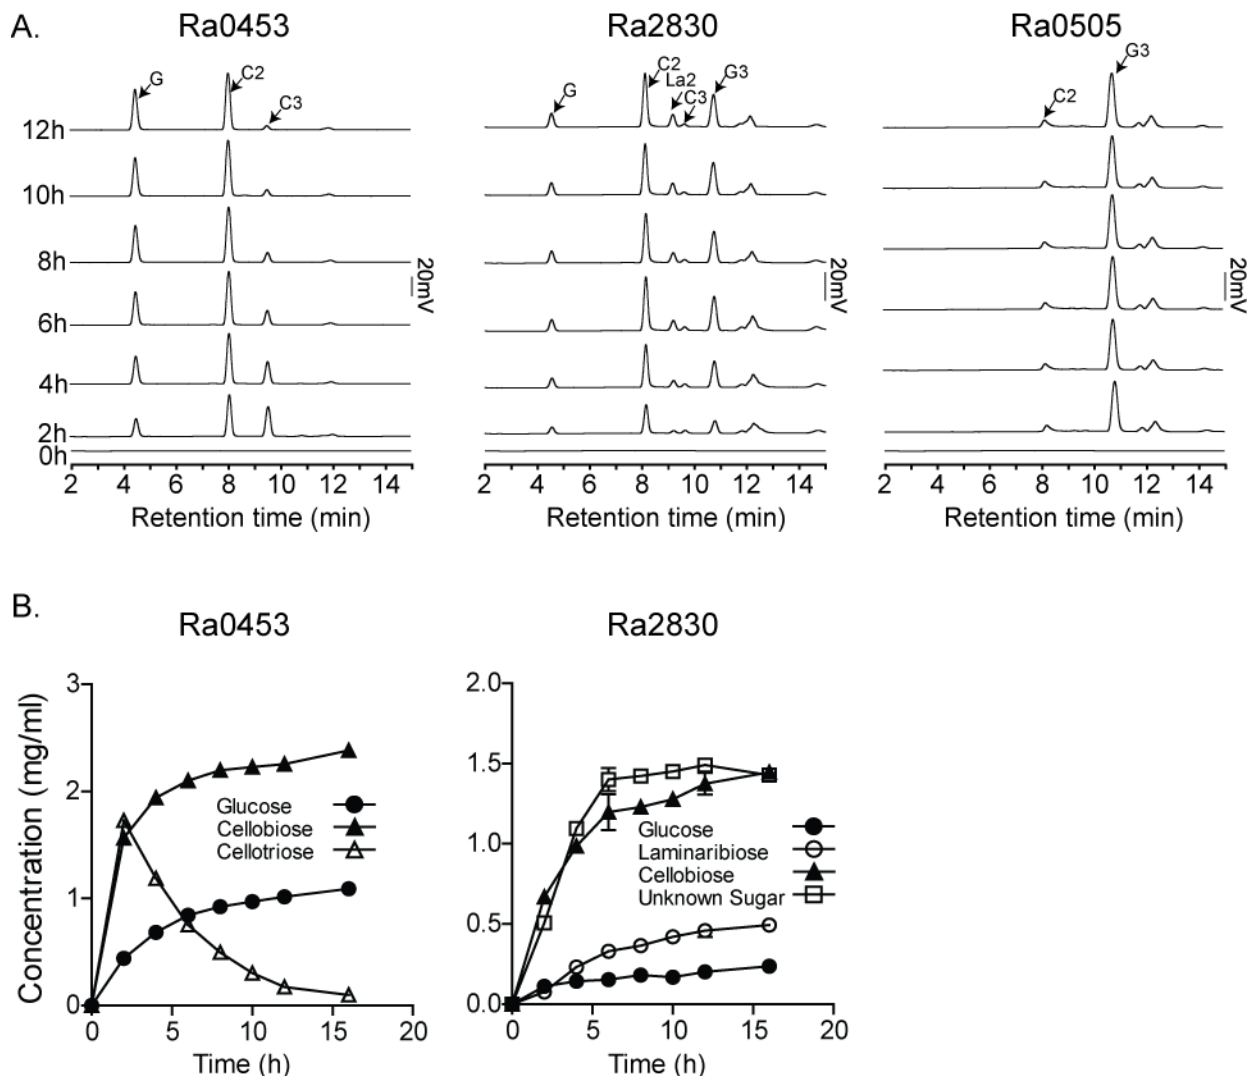 A.
Ra0453
Ra2830
Ra0505
G
C2
C3
G
C2
La2
C3
G3
C2
G3
12h
10h
8h
6h
4h
2h
0h
20mV
20mV
2 4 6 8 10 12 14
2 4 6 8 10 12 14
2 4 6 8 10 12 14
Retention time (min)
Retention time (min)
Retention time (min)
B.
Ra0453
Ra2830
Concentration (mg/ml)
3
2
1
0
Glucose
Cellobiose
Cellotriose
0 5 10 15 20
Time (h)
2.0
1.5
1.0
0.5
0.0
Glucose
Laminaribiose
Cellobiose
Unknown Sugar
0 5 10 15 20
Time (h)